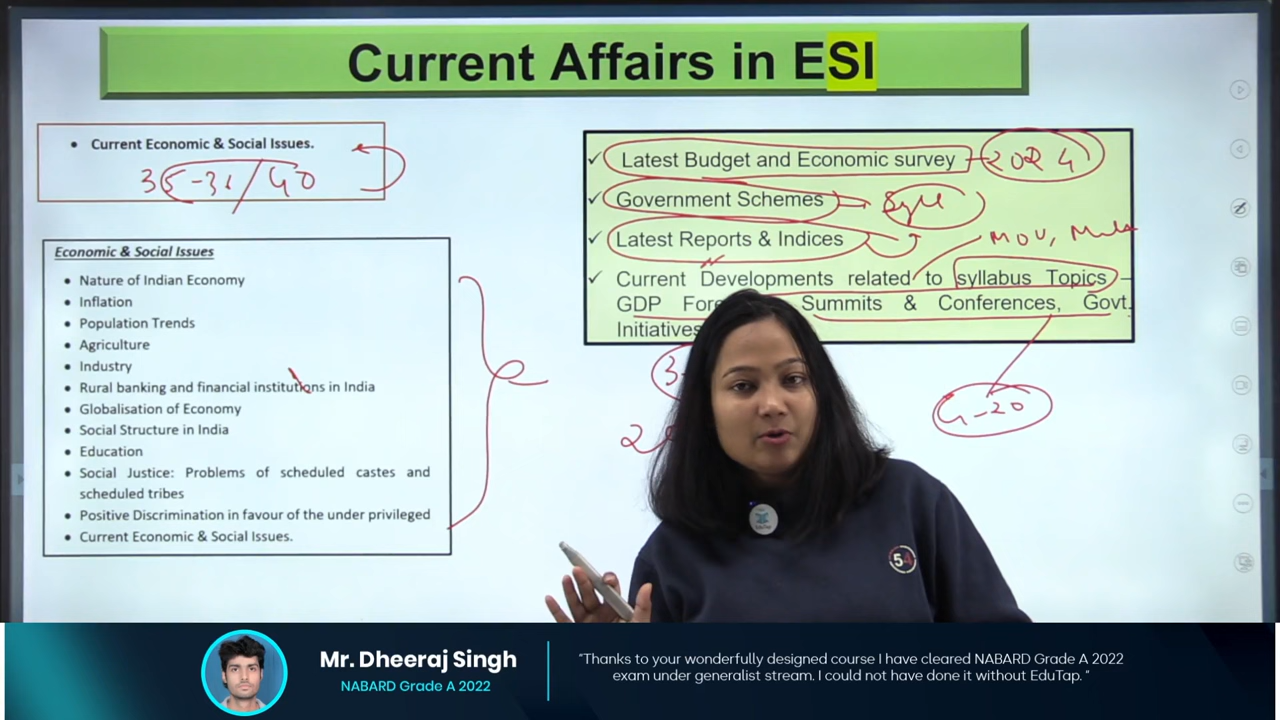 Current Affairs in ESI
• Current Economic & Social Issues.
35-36/40
Economic & Social Issues
• Nature of Indian Economy
• Inflation
• Population Trends
• Agriculture
• Industry
• Rural banking and financial institutions in India
• Globalisation of Economy
• Social Structure in India
• Education
• Social Justice: Problems of scheduled castes and
scheduled tribes
• Positive Discrimination in favour of the under privileged
• Current Economic & Social Issues.
✓ Latest Budget and Economic survey - 2024
✓ Government Schemes
✓ Latest Reports & Indices
MOU,
✓ Current Developments related to syllabus Topics –
GDP Summits & Conferences, Govt.
Initiatives
G-20
54
Mr. Dheeraj Singh
NABARD Grade A 2022
“Thanks to your wonderfully designed course I have cleared NABARD Grade A 2022
exam under generalist stream. I could not have done it without EduTap. ”